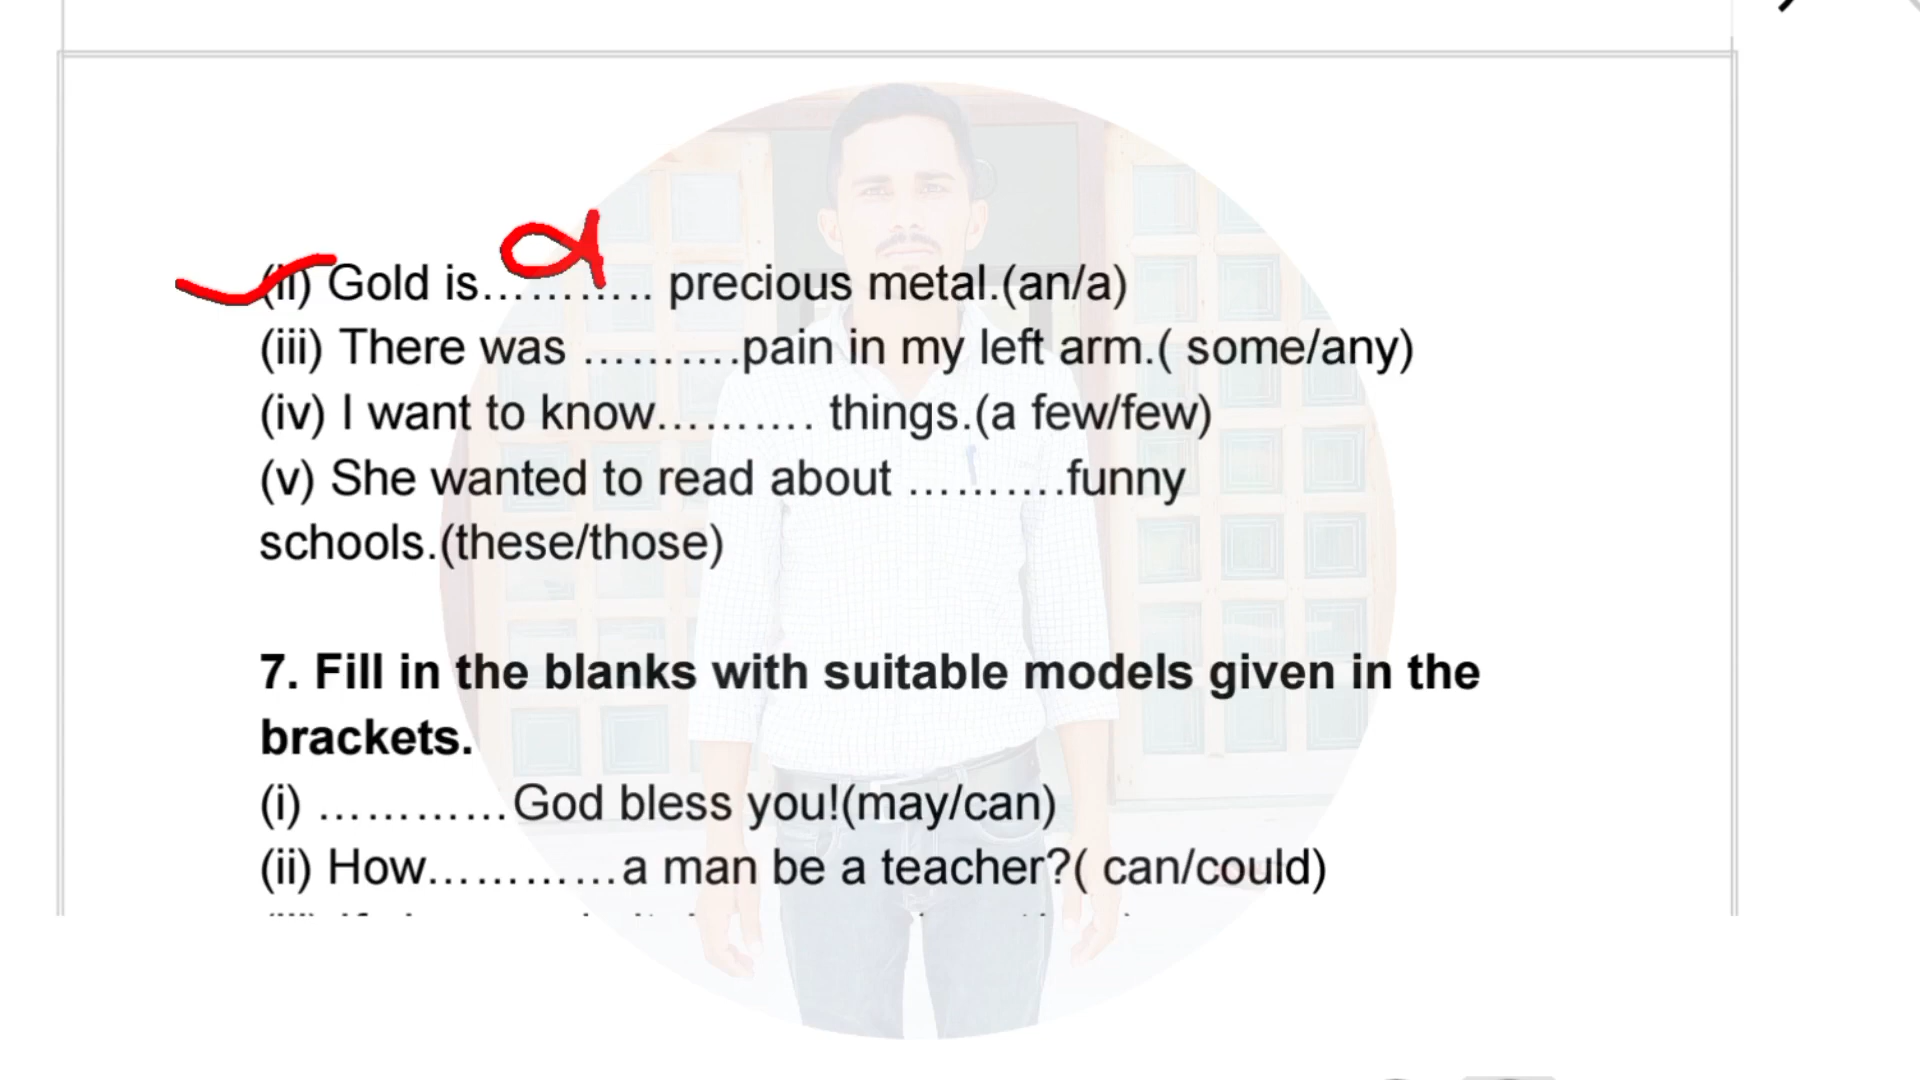 a
(ii) Gold is……….. precious metal.(an/a)
(iii) There was ……….pain in my left arm.( some/any)
(iv) I want to know………. things.(a few/few)
(v) She wanted to read about ……….funny
schools.(these/those)
7. Fill in the blanks with suitable models given in the
brackets.
(i) …………God bless you!(may/can)
(ii) How…………a man be a teacher?( can/could)